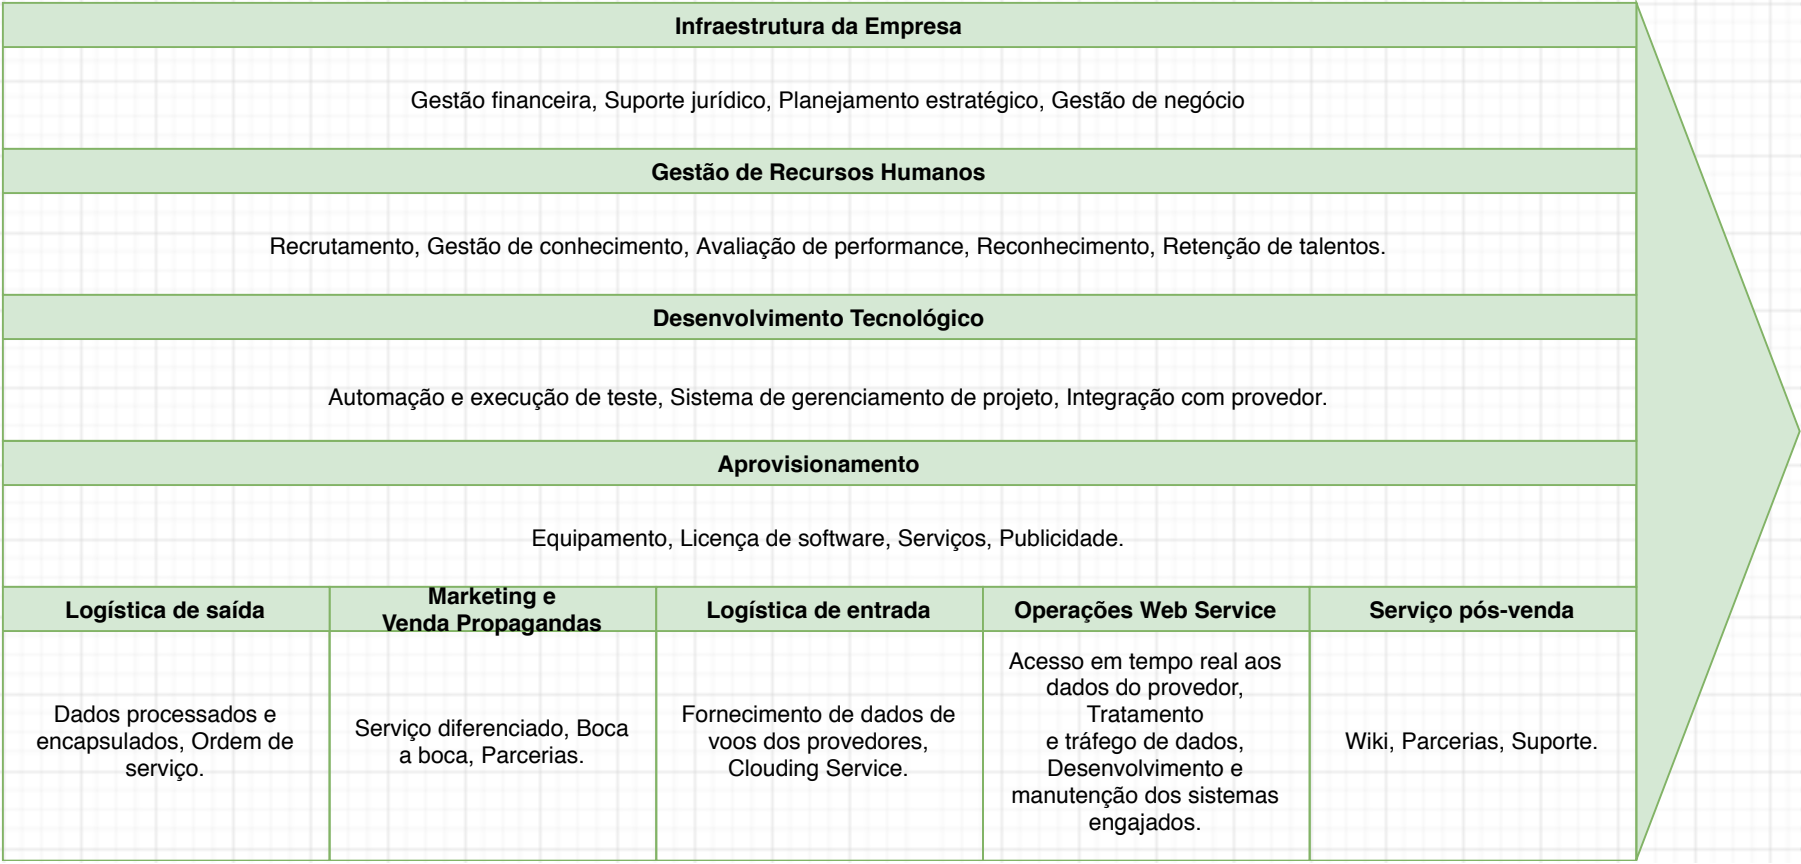 Infraestrutura da Empresa
Gestão financeira, Suporte jurídico, Planejamento estratégico, Gestão de negócio
Gestão de Recursos Humanos
Recrutamento, Gestão de conhecimento, Avaliação de performance, Reconhecimento, Retenção de talentos.
Desenvolvimento Tecnológico
Automação e execução de teste, Sistema de gerenciamento de projeto, Integração com provedor.
Aprovisionamento
Equipamento, Licença de software, Serviços, Publicidade.
Logística de saída
Dados processados e
encapsulados, Ordem de
serviço.
Marketing e
Venda Propagandas
Serviço diferenciado, Boca
a boca, Parcerias.
Logística de entrada
Fornecimento de dados de
voos dos provedores,
Clouding Service.
Operações Web Service
Acesso em tempo real aos
dados do provedor,
Tratamento
e tráfego de dados,
Desenvolvimento e
manutenção dos sistemas
engajados.
Serviço pós-venda
Wiki, Parcerias, Suporte.